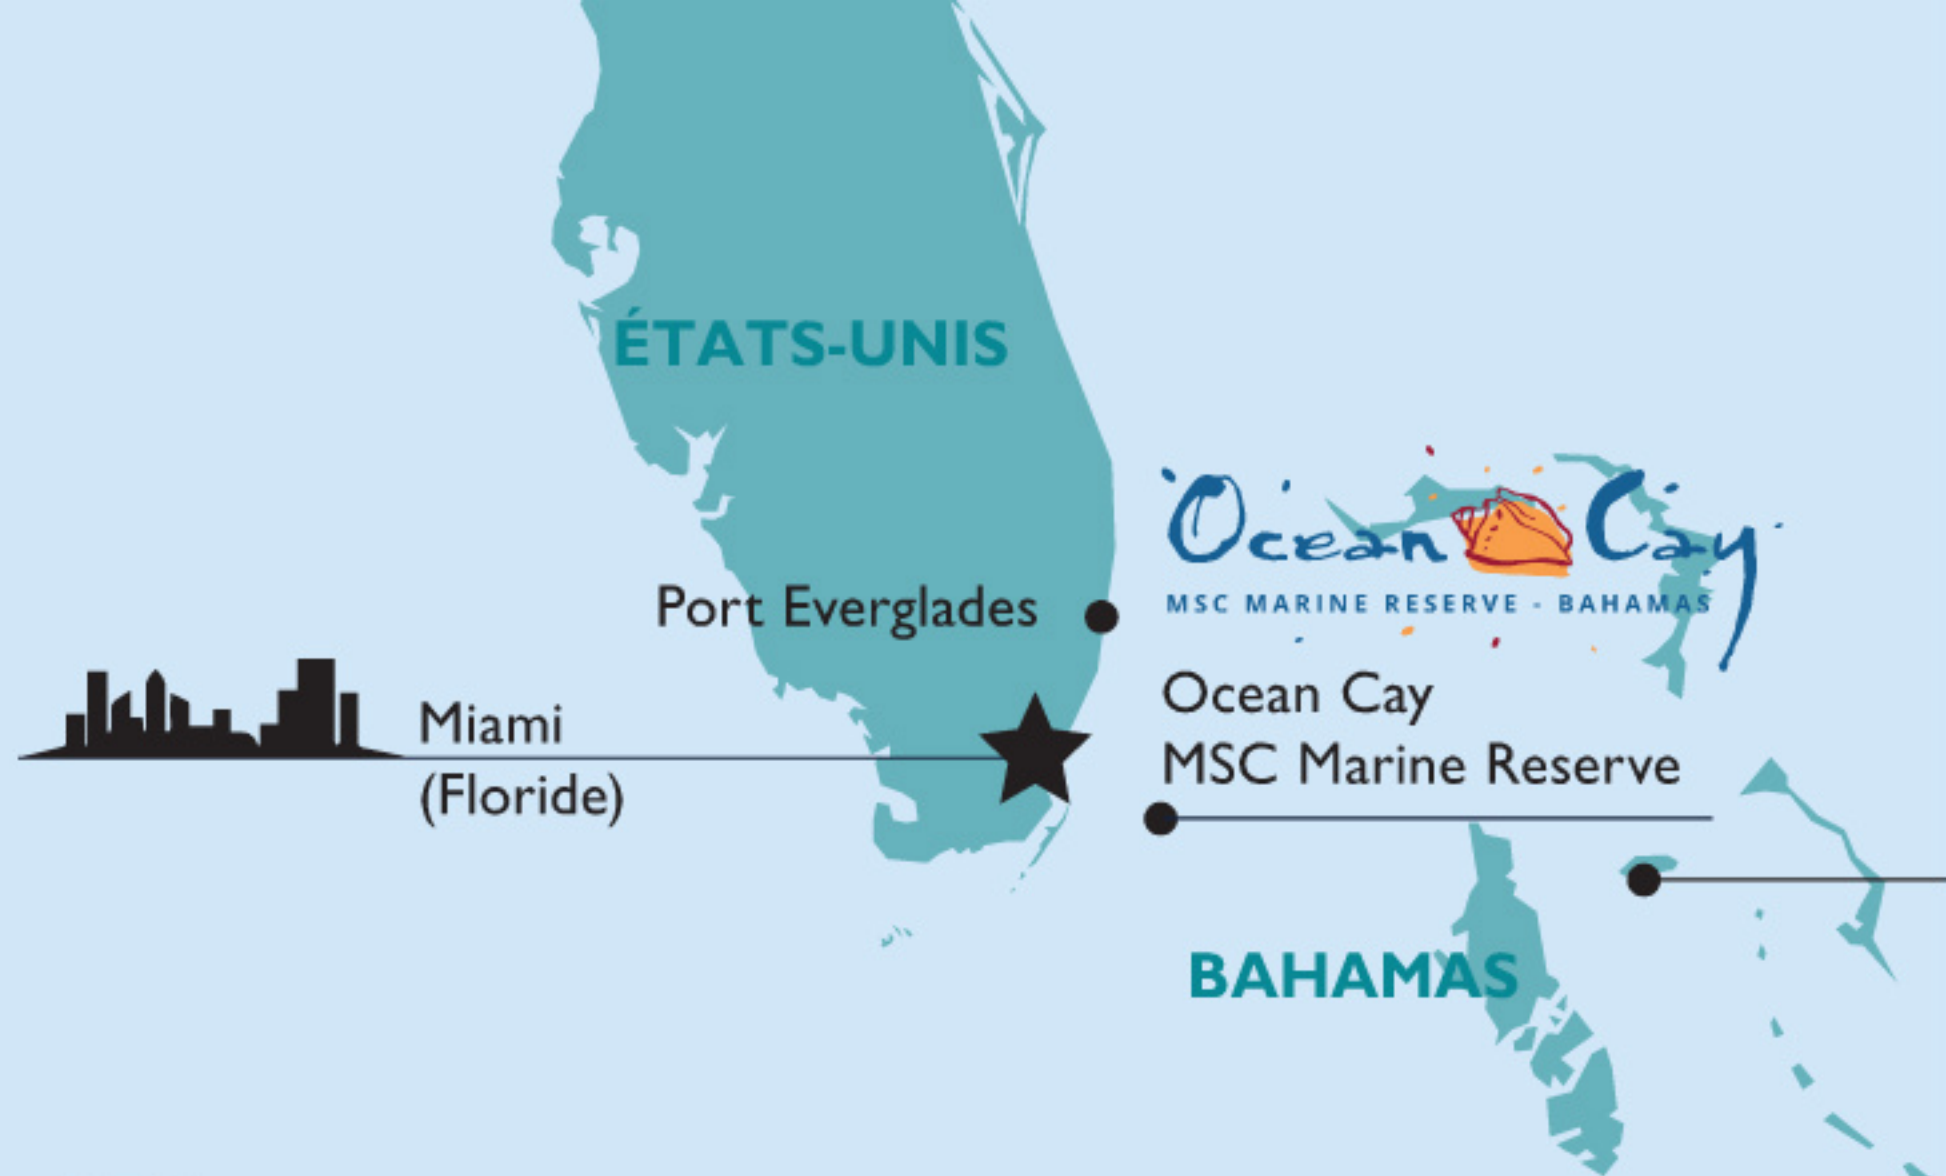 ÉTATS-UNIS
Ocean Cay
MSC MARINE RESERVE - BAHAMAS
Port Everglades
Ocean Cay
MSC Marine Reserve
Miami
(Floride)
BAHAMAS